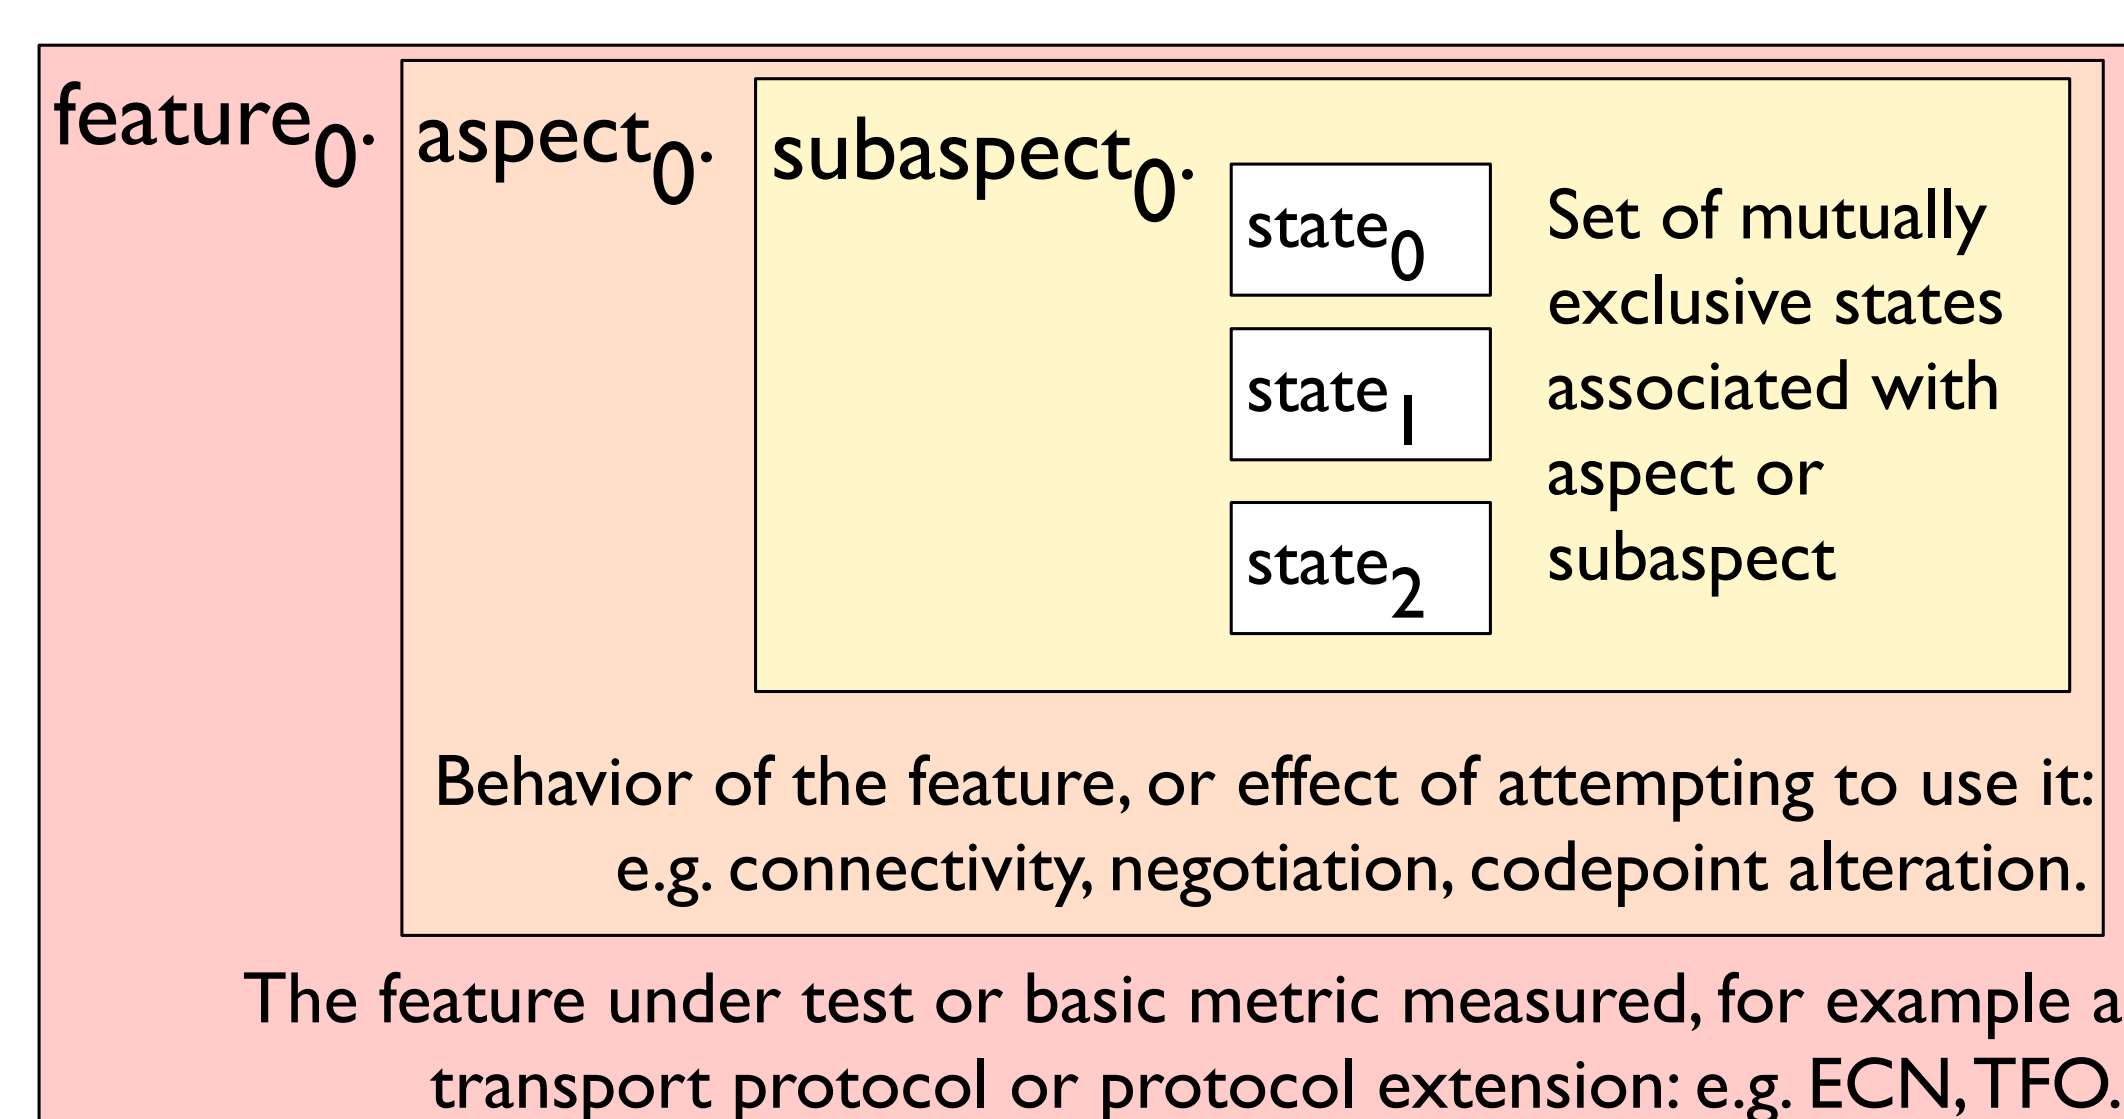 feature₀.
aspect₀.
subaspect₀.
state₀
state₁
state₂
Set of mutually
exclusive states
associated with
aspect or
subaspect
Behavior of the feature, or effect of attempting to use it:
e.g. connectivity, negotiation, codepoint alteration.
The feature under test or basic metric measured, for example a
transport protocol or protocol extension: e.g. ECN, TFO.